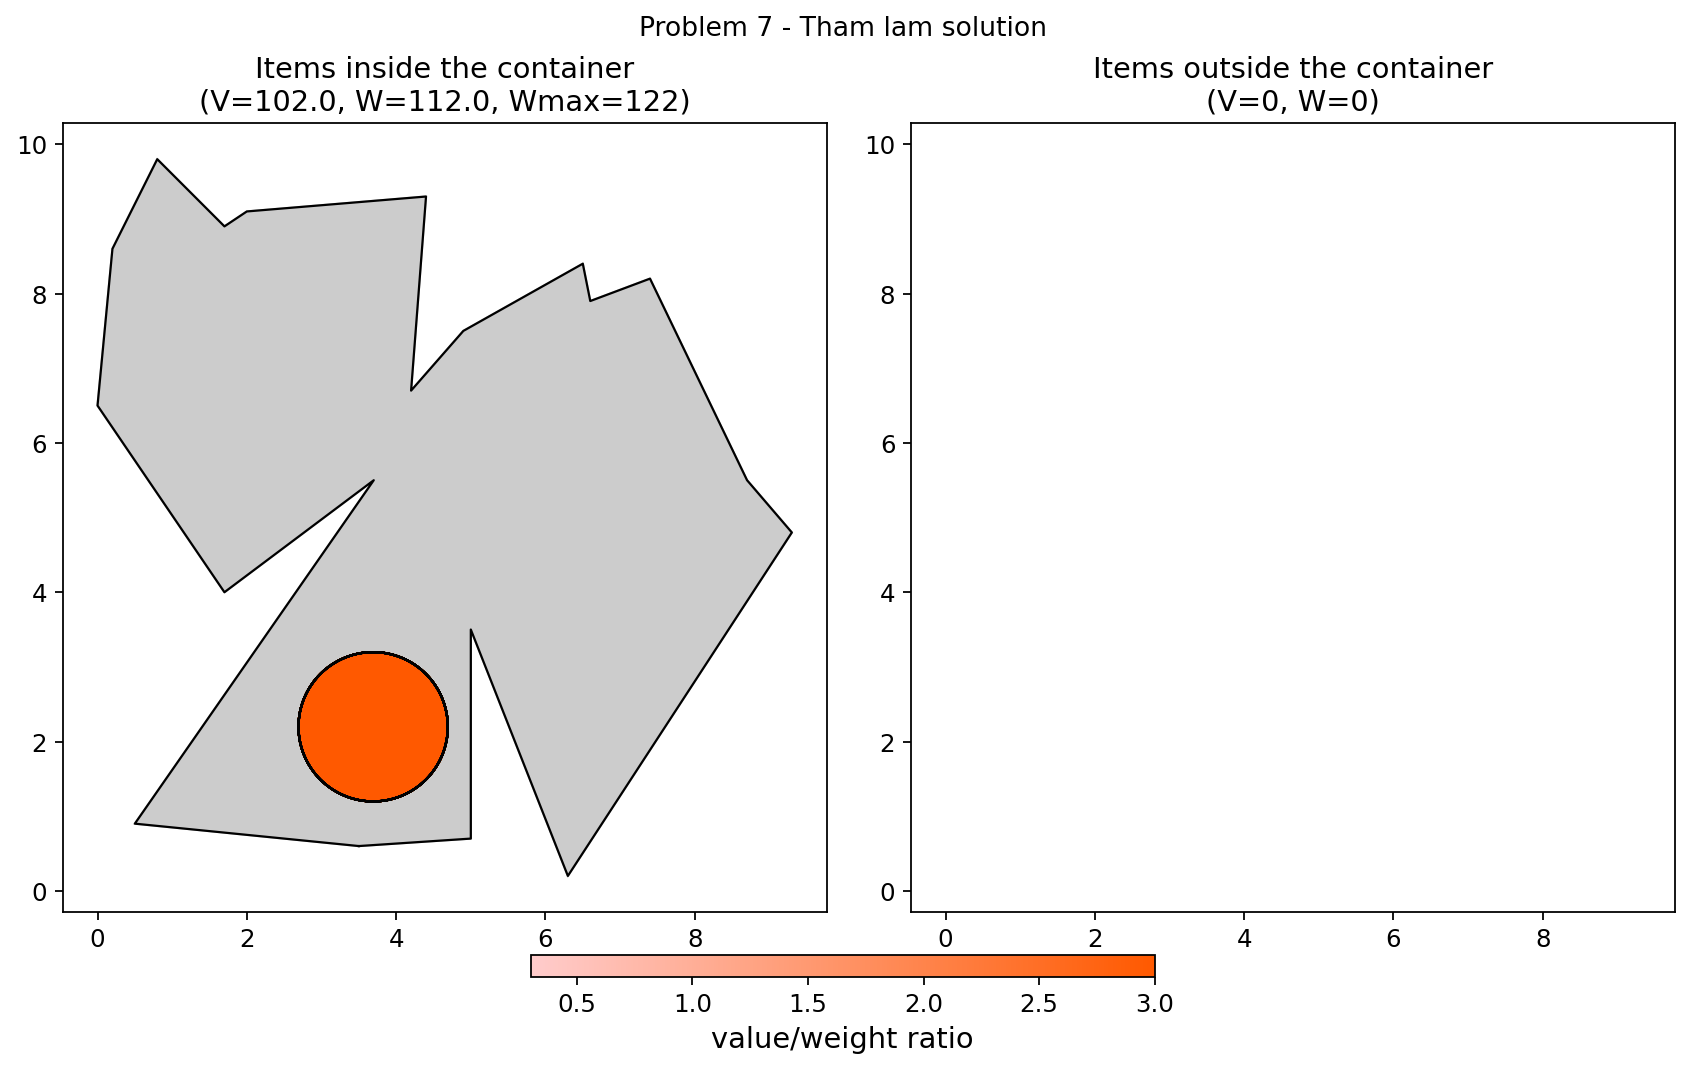 Problem 7 - Tham lam solution
Items inside the container
(V=102.0, W=112.0, Wmax=122)
10
8
6
4
2
0
0 2 4 6 8
Items outside the container
(V=0, W=0)
10
8
6
4
2
0
0 2 4 6 8
0.5 1.0 1.5 2.0 2.5 3.0
value/weight ratio